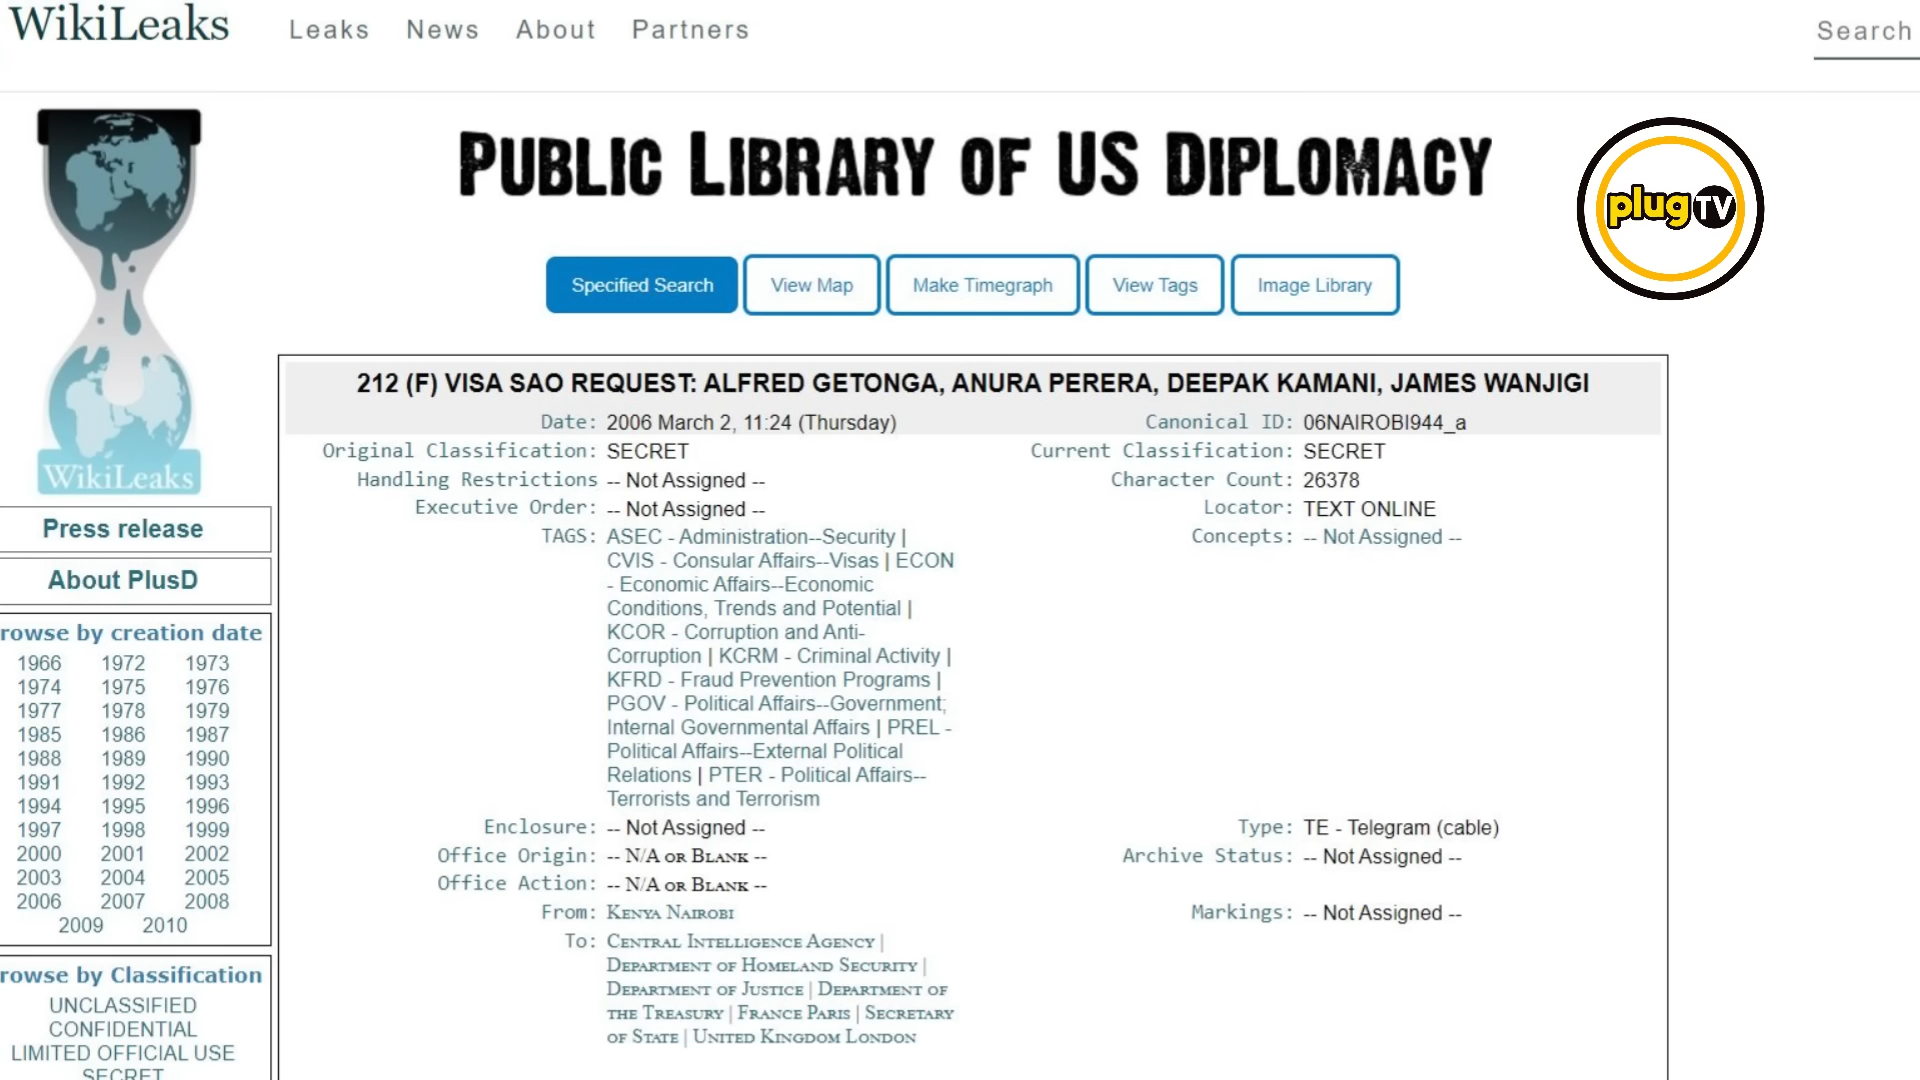 WikiLeaks
Leaks News About Partners
Search
PUBLIC LIBRARY OF US DIPLOMACY
plug TV
Specified Search View Map Make Timegraph View Tags Image Library
WikiLeaks
Press release
About PlusD
rowse by creation date
1966 1972 1973
1974 1975 1976
1977 1978 1979
1985 1986 1987
1988 1989 1990
1991 1992 1993
1994 1995 1996
1997 1998 1999
2000 2001 2002
2003 2004 2005
2006 2007 2008
2009 2010
rowse by Classification
UNCLASSIFIED
CONFIDENTIAL
LIMITED OFFICIAL USE
SECRET
212 (F) VISA SAO REQUEST: ALFRED GETONGA, ANURA PERERA, DEEPAK KAMANI, JAMES WANJIGI
Date: 2006 March 2, 11:24 (Thursday) Canonical ID: 06NAIROBI944_a
Original Classification: SECRET Current Classification: SECRET
Handling Restrictions -- Not Assigned -- Character Count: 26378
Executive Order: -- Not Assigned -- Locator: TEXT ONLINE
TAGS: ASEC - Administration--Security | Concepts: -- Not Assigned --
CVIS - Consular Affairs--Visas | ECON
- Economic Affairs--Economic
Conditions, Trends and Potential |
KCOR - Corruption and Anti-
Corruption | KCRM - Criminal Activity |
KFRD - Fraud Prevention Programs |
PGOV - Political Affairs--Government;
Internal Governmental Affairs | PREL -
Political Affairs--External Political
Relations | PTER - Political Affairs--
Terrorists and Terrorism
Enclosure: -- Not Assigned -- Type: TE - Telegram (cable)
Office Origin: -- N/A OR BLANK -- Archive Status: -- Not Assigned --
Office Action: -- N/A OR BLANK --
From: KENYA NAIROBI Markings: -- Not Assigned --
To: CENTRAL INTELLIGENCE AGENCY |
DEPARTMENT OF HOMELAND SECURITY |
DEPARTMENT OF JUSTICE | DEPARTMENT OF
THE TREASURY | FRANCE PARIS | SECRETARY
OF STATE | UNITED KINGDOM LONDON